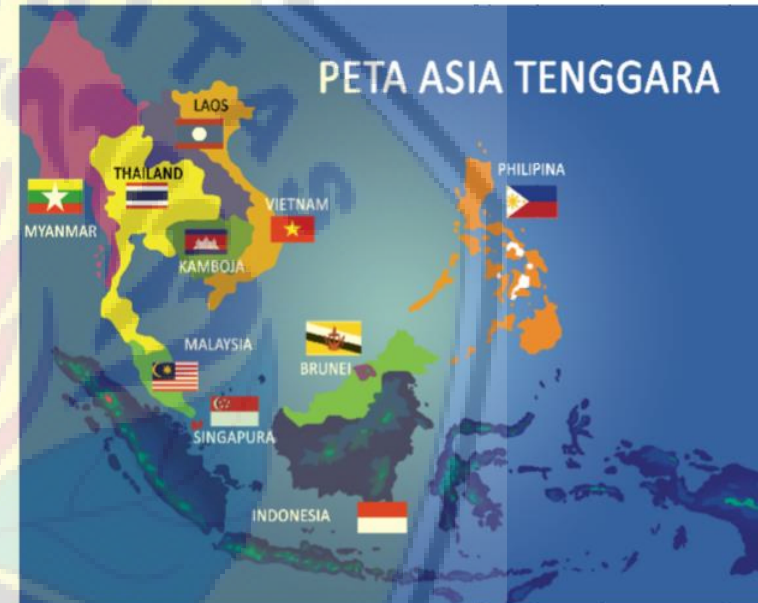 PETA ASIA TENGGARA
LAOS
THAILAND
PHILIPINA
VIETNAM
MYANMAR
KAMBOJA
MALAYSIA
BRUNEI
SINGAPURA
INDONESIA